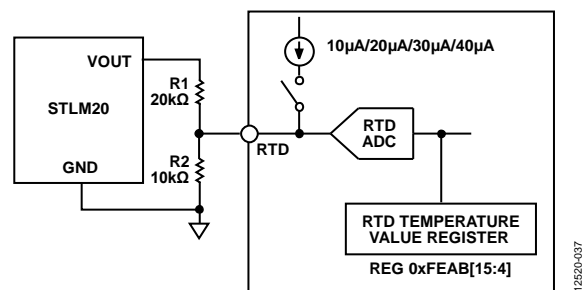 10µA/20µA/30µA/40µA
VOUT
R1
20kΩ
STLM20
RTD
RTD
ADC
GND
R2
10kΩ
RTD TEMPERATURE
VALUE REGISTER
REG 0xFEAB[15:4]
12520-037